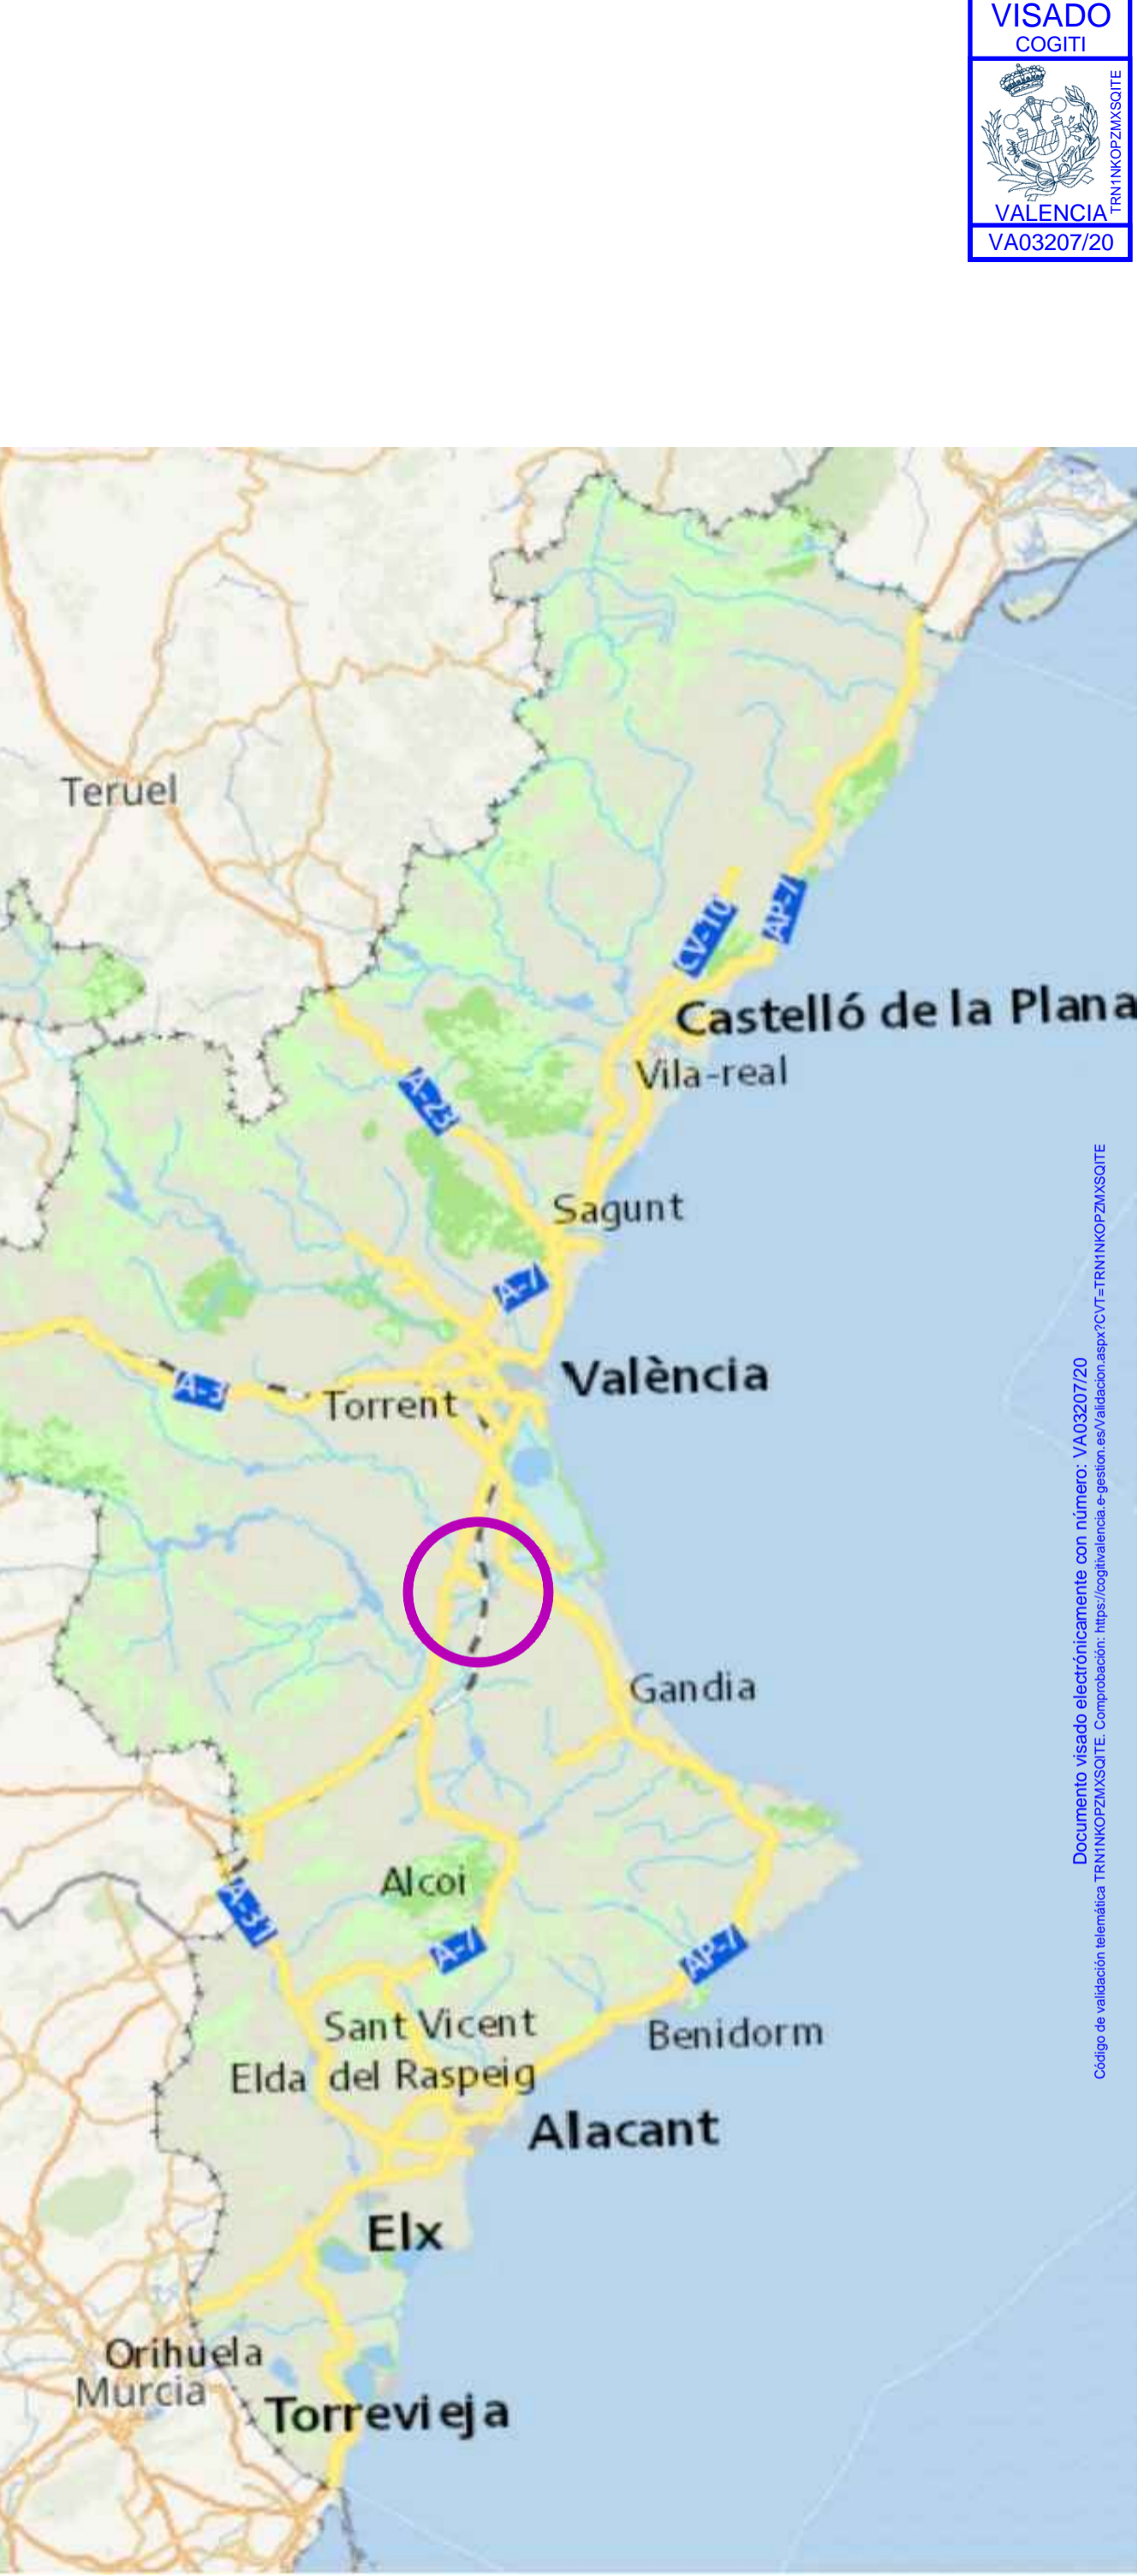 VISADO
COGITI
TRN1NKOPZMXSQITE
VALENCIA
VA03207/20
Teruel
CV-10
AP-7
Castelló de la Plana
Vila-real
A-23
Sagunt
A-7
València
A-3
Torrent
Gandia
Alcoi
A-31
A-7
AP-7
Sant Vicent
del Raspeig
Elda
Benidorm
Alacant
Elx
Orihuela
Murcia
Torrevieja
Documento visado electrónicamente con número: VA03207/20
Código de validación telemática TRN1NKOPZMXSQITE. Comprobación: https://cogitivalencia.e-gestion.es/Validacion.aspx?CVT=TRN1NKOPZMXSQITE